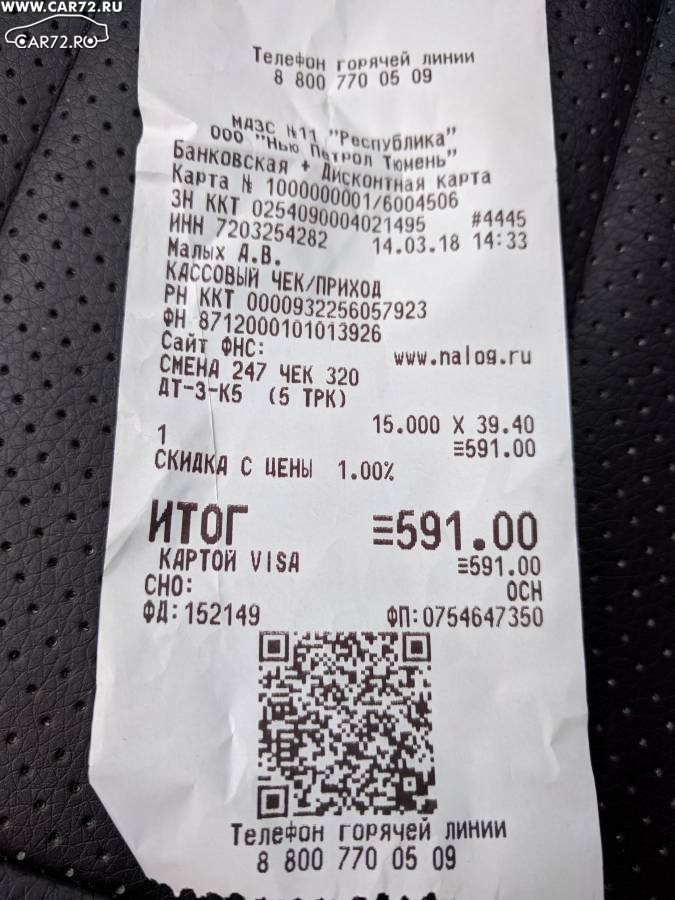 WWW.CAR72.RU
CAR72.RU
Телефон горячей линии
8 800 770 05 09
МАЗС №11 "Республика"
ООО "Нью Петрол Тюмень"
Банковская + Дисконтная карта
Карта № 1000000001/6004506
ЗН ККТ 0254090004021495 #4445
ИНН 7203254282 14.03.18 14:33
Малых А.В.
КАССОВЫЙ ЧЕК/ПРИХОД
РН ККТ 0000932256057923
ФН 8712000101013926
Сайт ФНС: www.nalog.ru
СМЕНА 247 ЧЕК 320
ДТ-З-К5 (5 ТРК)
15.000 X 39.40
1 ≡591.00
СКИДКА С ЦЕНЫ 1.00%
ИТОГ ≡591.00
КАРТОЙ VISA ≡591.00
СНО: ОСН
ФД:152149 ФП:0754647350
Телефон горячей линии
8 800 770 05 09